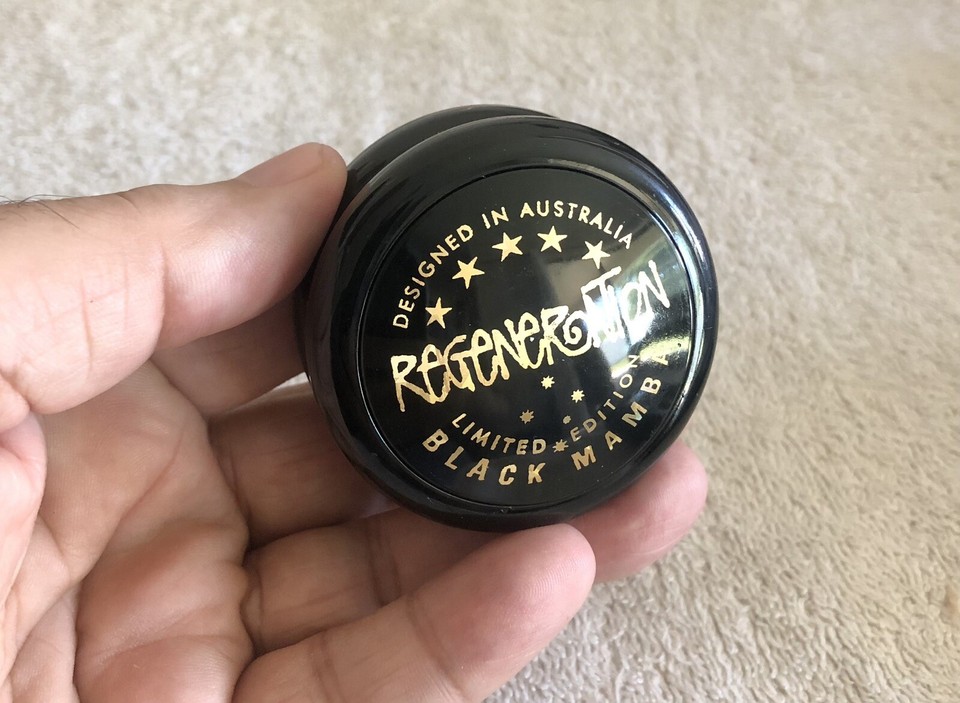 DESIGNED IN AUSTRALIA
REGENERATION
LIMITED EDITION
BLACK MAMBA